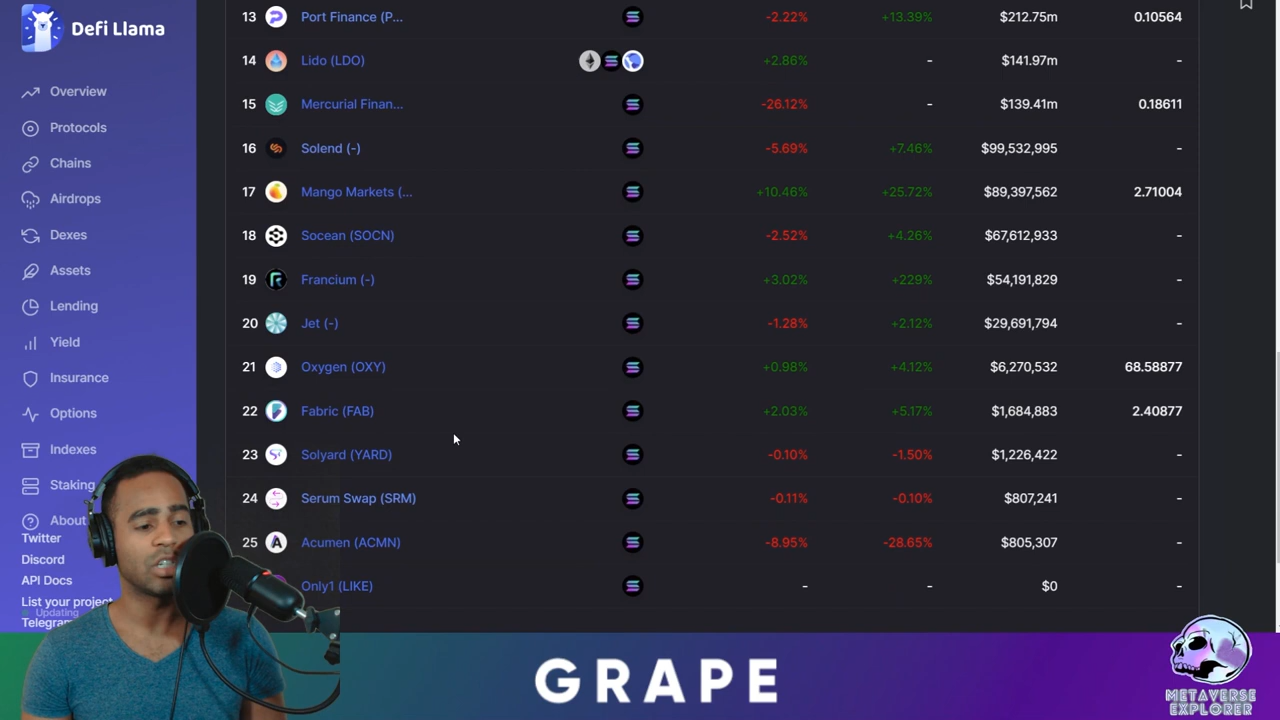 Defi Llama
Overview
Protocols
Chains
Airdrops
Dexes
Assets
Lending
Yield
Insurance
Options
Indexes
Staking
About
Twitter
Discord
API Docs
List your project
Updating
Telegram
13 Port Finance (P... -2.22% +13.39% $212.75m 0.10564
14 Lido (LDO) +2.86% - $141.97m -
15 Mercurial Finan... -26.12% - $139.41m 0.18611
16 Solend (-) -5.69% +7.46% $99,532,995 -
17 Mango Markets (... +10.46% +25.72% $89,397,562 2.71004
18 Socean (SOCN) -2.52% +4.26% $67,612,933 -
19 Francium (-) +3.02% +229% $54,191,829 -
20 Jet (-) -1.28% +2.12% $29,691,794 -
21 Oxygen (OXY) +0.98% +4.12% $6,270,532 68.58877
22 Fabric (FAB) +2.03% +5.17% $1,684,883 2.40877
23 Solyard (YARD) -0.10% -1.50% $1,226,422 -
24 Serum Swap (SRM) -0.11% -0.10% $807,241 -
25 Acumen (ACMN) -8.95% -28.65% $805,307 -
Only1 (LIKE) - - $0 -
GRAPE
METAVERSE
EXPLORER